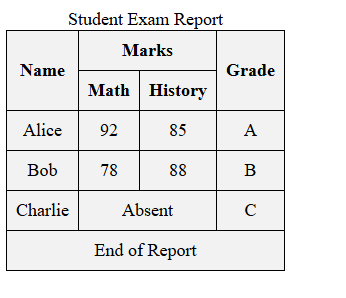 Student Exam Report
Name Marks Grade
Math History
Alice 92 85 A
Bob 78 88 B
Charlie Absent C
End of Report